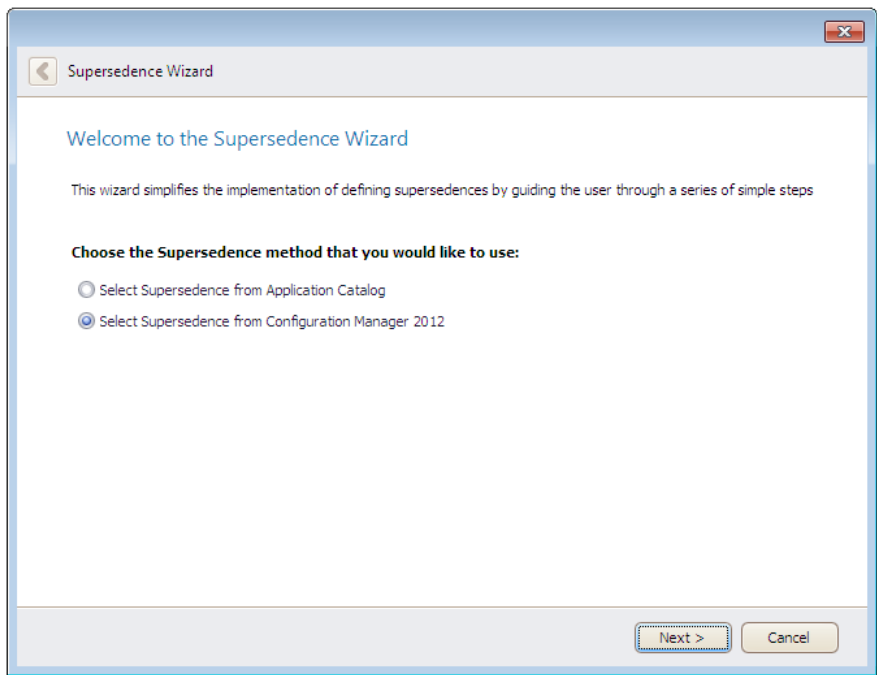 Supersedence Wizard
Welcome to the Supersedence Wizard
This wizard simplifies the implementation of defining supersedences by guiding the user through a series of simple steps
Choose the Supersedence method that you would like to use:
Select Supersedence from Application Catalog
Select Supersedence from Configuration Manager 2012
Next >
Cancel